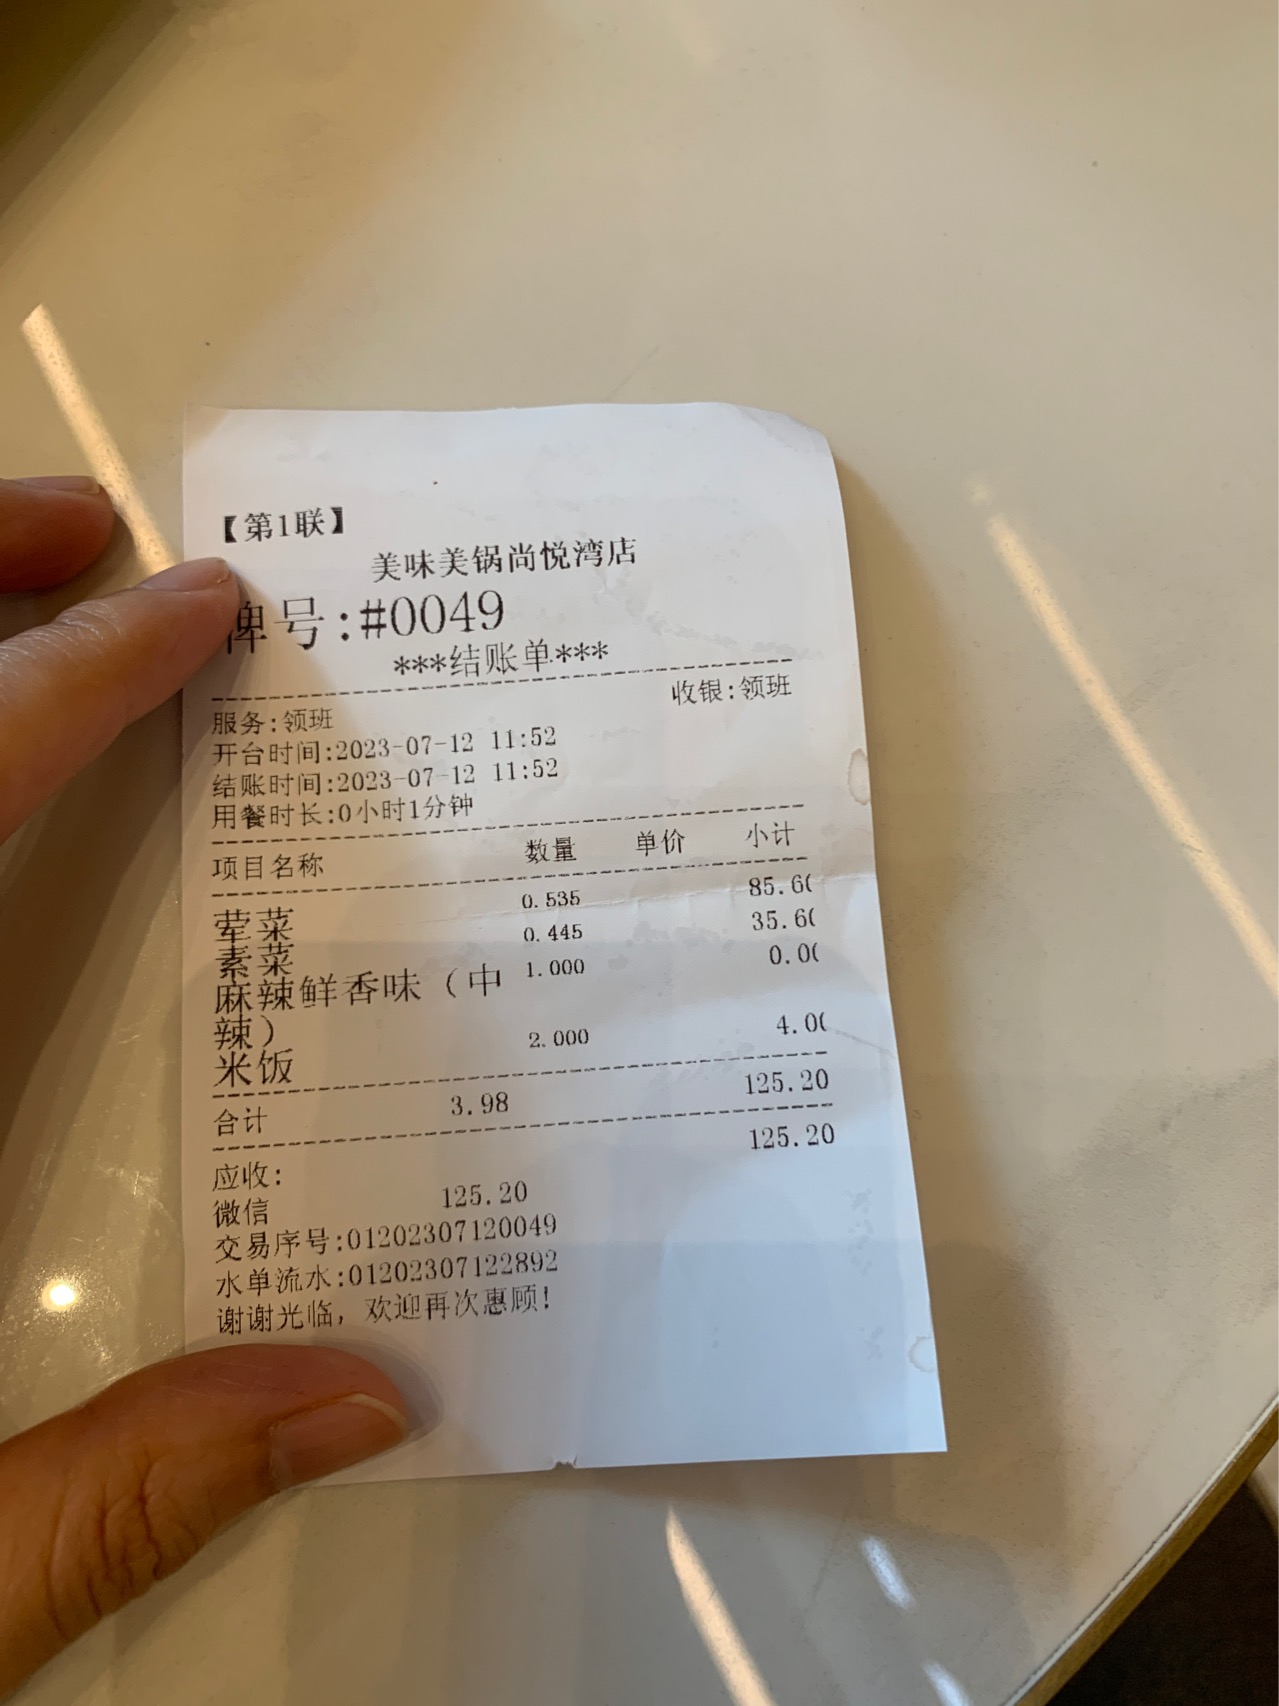 【第1联】
美味美锅尚悦湾店
牌号:#0049
***结账单***
收银:领班
服务:领班
开台时间:2023-07-12 11:52
结账时间:2023-07-12 11:52
用餐时长:0小时1分钟
项目名称 数量 单价 小计
荤菜 0.535 85.6(
素菜 0.445 35.6(
麻辣鲜香味（中 1.000 0.0(
辣）
米饭 2.000 4.0(
合计 3.98 125.20
应收: 125.20
微信 125.20
交易序号:01202307120049
水单流水:01202307122892
谢谢光临，欢迎再次惠顾!